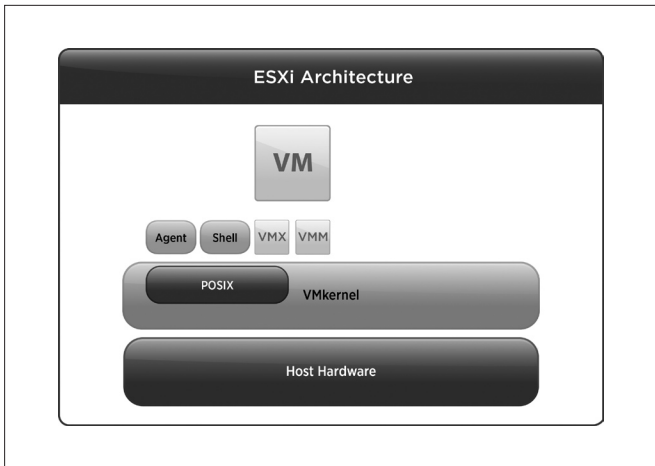 ESXi Architecture
VM
Agent Shell VMX VMM
POSIX
VMkernel
Host Hardware